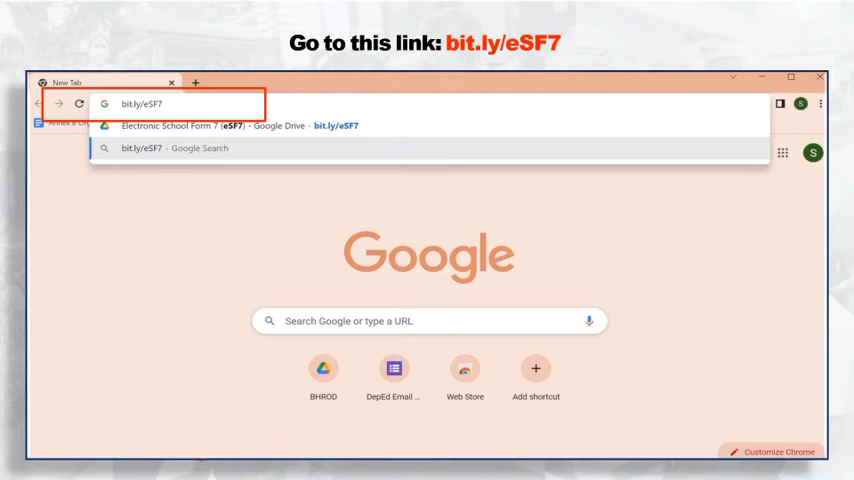 Go to this link: bit.ly/eSF7
New Tab
bit.ly/eSF7
Electronic School Form 7 (eSF7) - Google Drive - bit.ly/eSF7
bit.ly/eSF7 - Google Search
S
S
Google
Search Google or type a URL
BHROD
DepEd Email ...
Web Store
Add shortcut
Customize Chrome